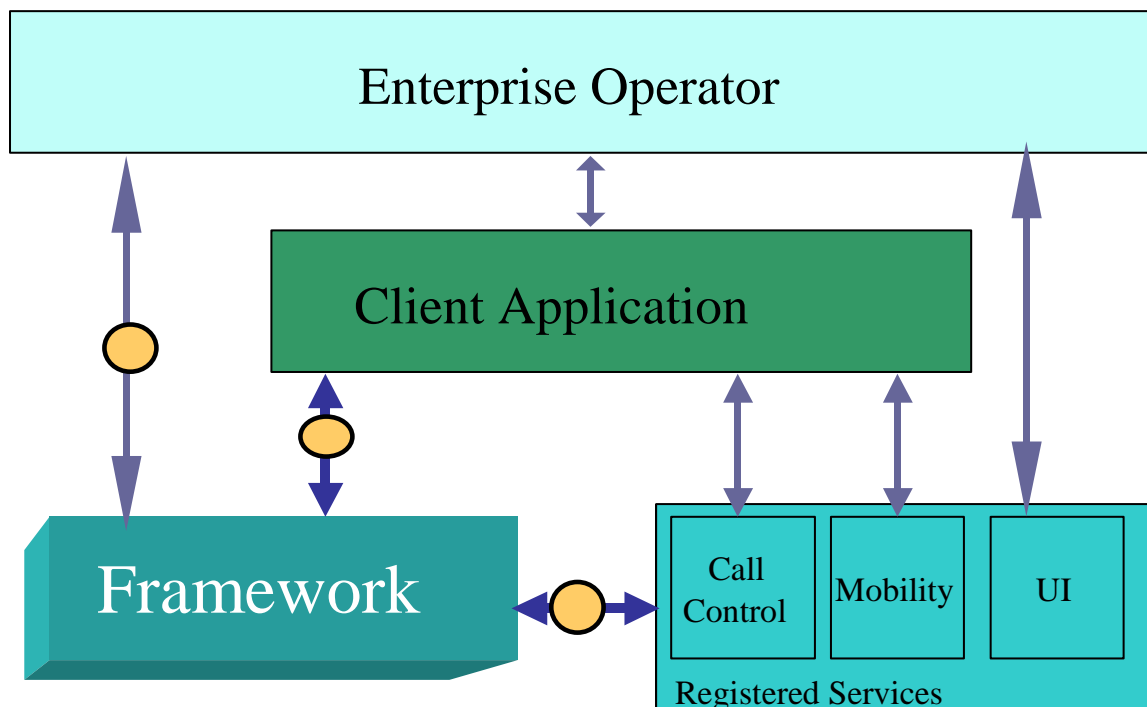 Enterprise Operator
Client Application
Framework
Call
Control
Mobility
UI
Registered Services